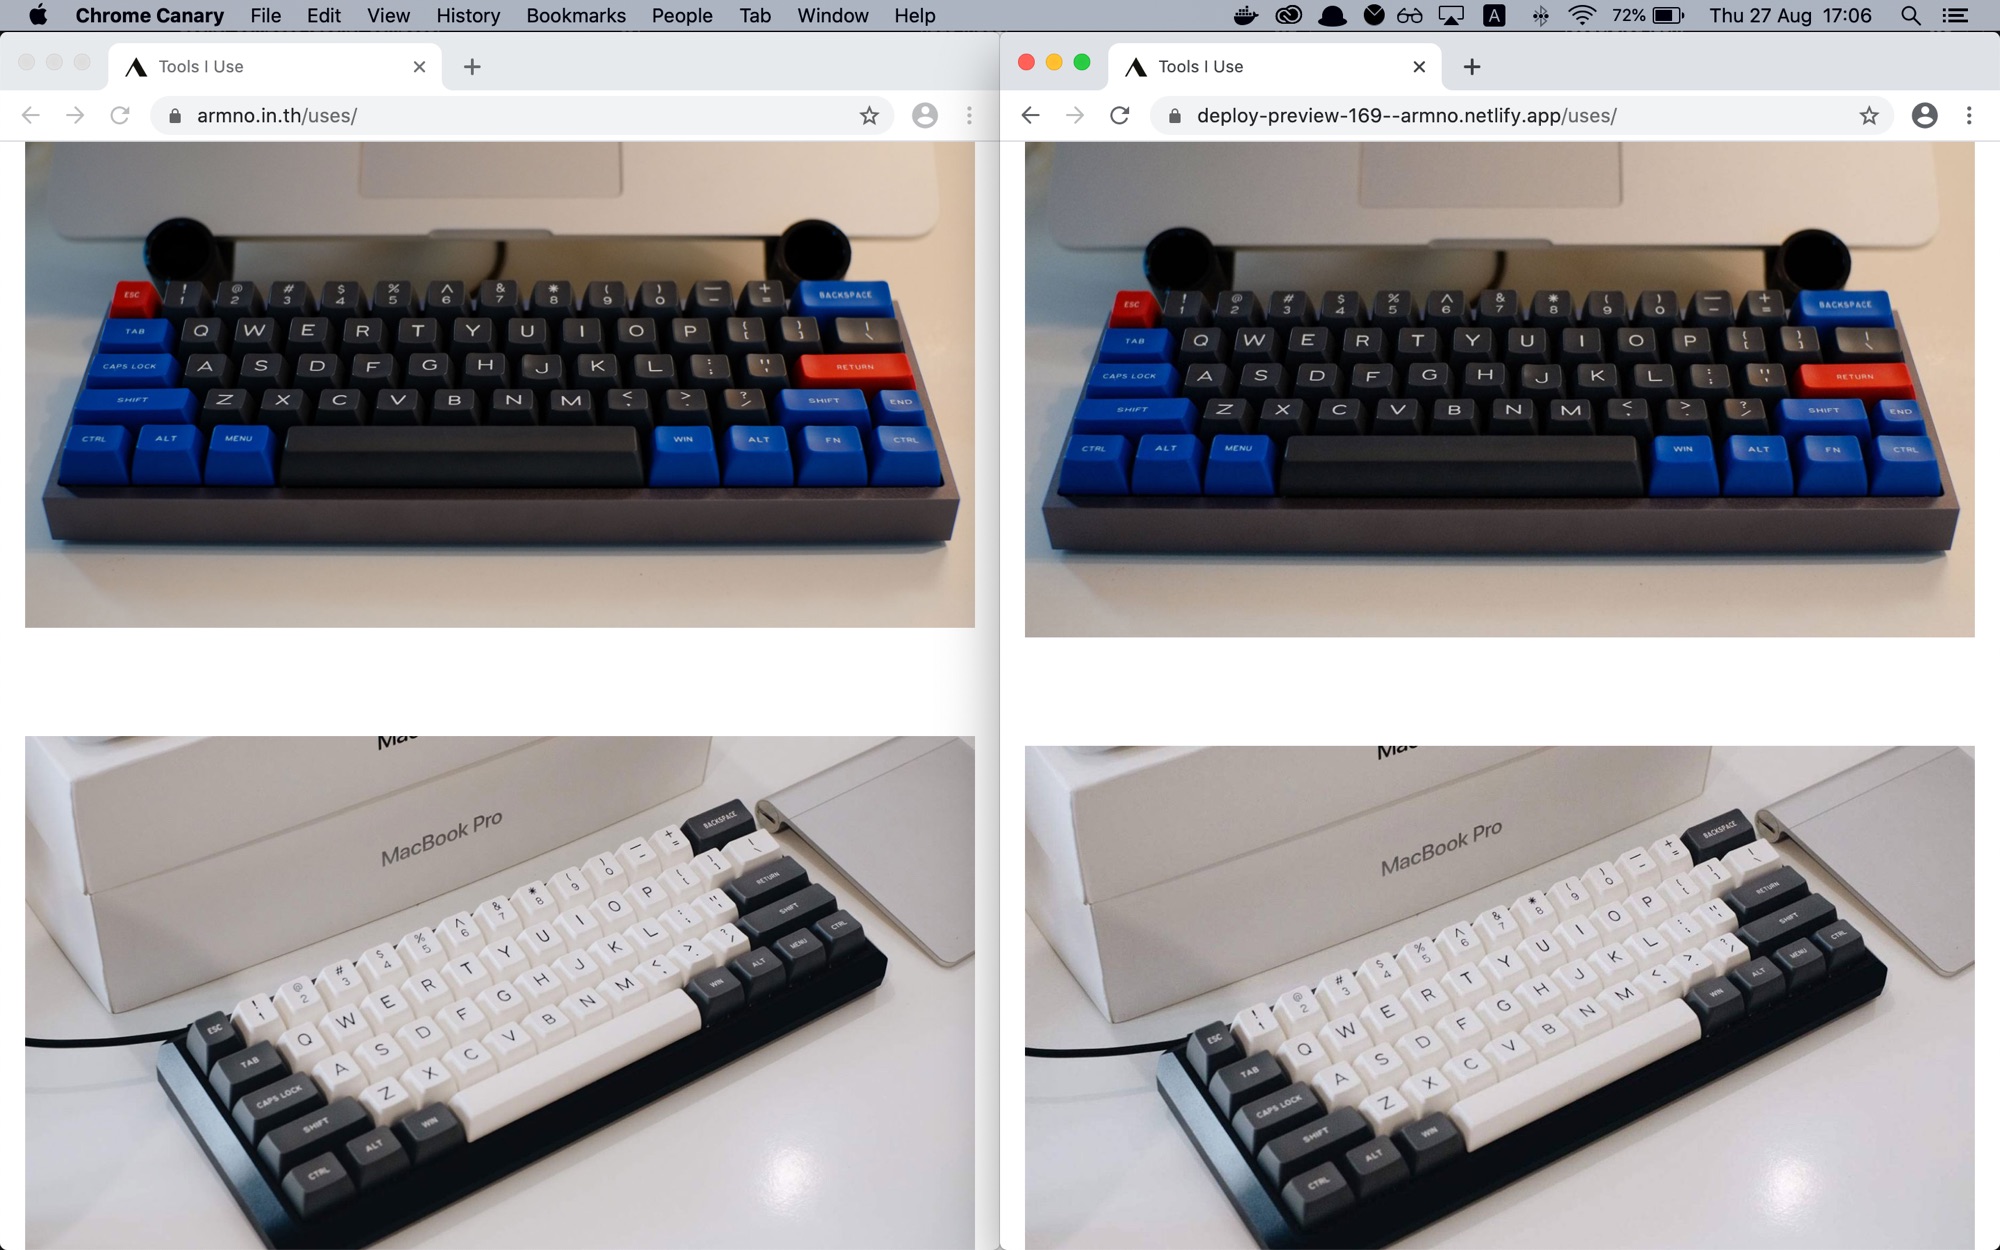 Chrome Canary File Edit View History Bookmarks People Tab Window Help A 72% Thu 27 Aug 17:06
Tools I Use
armno.in.th/uses/
ESC ! 1 @ 2 # 3 $ 4 % 5 ^ 6 & 7 * 8 ( 9 ) 0 — - + = BACKSPACE
TAB Q W E R T Y U I O P { [ } ] | \
CAPS LOCK A S D F G H J K L : ; " ' RETURN
SHIFT Z X C V B N M < , > . ? / SHIFT END
CTRL ALT MENU WIN ALT FN CTRL
MacBook Pro
ESC ! 1 @ 2 # 3 $ 4 % 5 ^ 6 & 7 * 8 ( 9 ) 0 — - + = BACKSPACE
TAB Q W E R T Y U I O P { [ } ] | \
CAPS LOCK A S D F G H J K L : ; " ' RETURN
SHIFT Z X C V B N M < , > . ? / SHIFT
CTRL ALT WIN WIN ALT MENU CTRL
Tools I Use
deploy-preview-169--armno.netlify.app/uses/
ESC ! 1 @ 2 # 3 $ 4 % 5 ^ 6 & 7 * 8 ( 9 ) 0 — - + = BACKSPACE
TAB Q W E R T Y U I O P { [ } ] | \
CAPS LOCK A S D F G H J K L : ; " ' RETURN
SHIFT Z X C V B N M < , > . ? / SHIFT END
CTRL ALT MENU WIN ALT FN CTRL
MacBook Pro
ESC ! 1 @ 2 # 3 $ 4 % 5 ^ 6 & 7 * 8 ( 9 ) 0 — - + = BACKSPACE
TAB Q W E R T Y U I O P { [ } ] | \
CAPS LOCK A S D F G H J K L : ; " ' RETURN
SHIFT Z X C V B N M < , > . ? / SHIFT
CTRL ALT WIN WIN ALT MENU CTRL